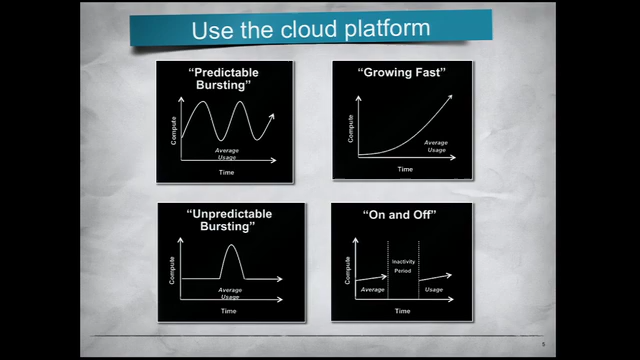 Use the cloud platform
“Predictable
Bursting”
Compute
Average
Usage
Time
“Growing Fast”
Compute
Average
Usage
Time
“Unpredictable
Bursting”
Compute
Average
Usage
Time
“On and Off”
Compute
Inactivity
Period
Average
Usage
Time
5